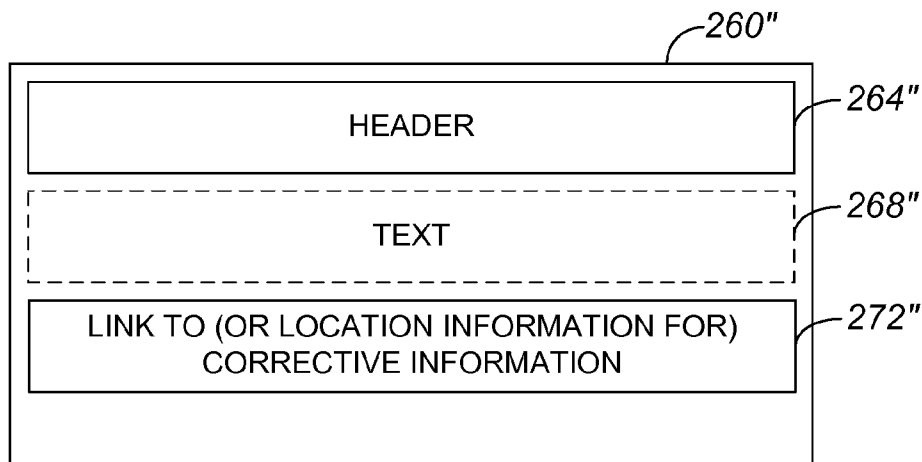 260"
HEADER
264"
TEXT
268"
LINK TO (OR LOCATION INFORMATION FOR)
CORRECTIVE INFORMATION
272"